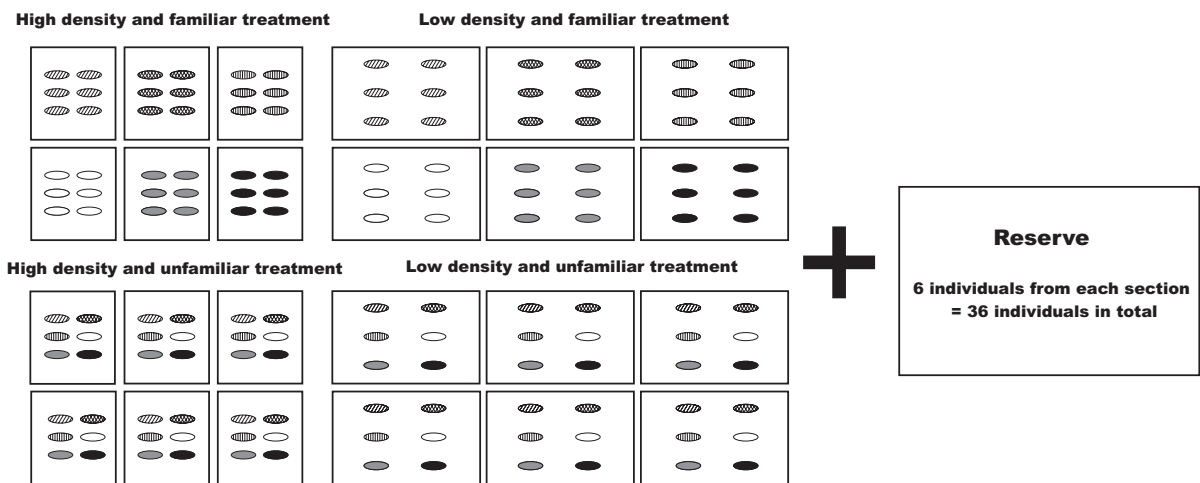 High density and familiar treatment
Low density and familiar treatment
High density and unfamiliar treatment
Low density and unfamiliar treatment
Reserve
6 individuals from each section
= 36 individuals in total